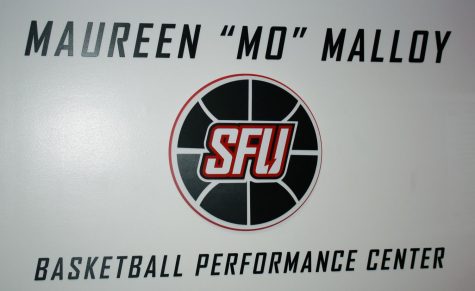 MAUREEN “MO” MALLOY
SFU
BASKETBALL PERFORMANCE CENTER